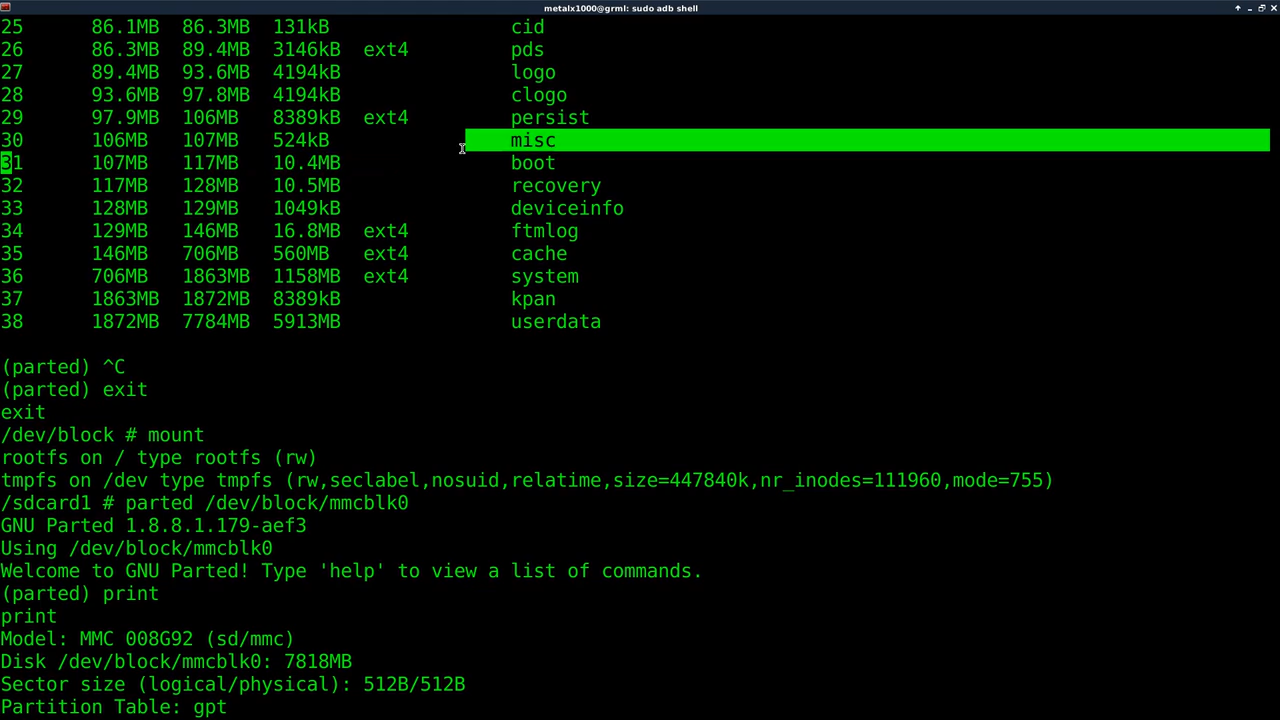 metalx1000@grml: sudo adb shell
25 86.1MB 86.3MB 131kB cid
26 86.3MB 89.4MB 3146kB ext4 pds
27 89.4MB 93.6MB 4194kB logo
28 93.6MB 97.8MB 4194kB clogo
29 97.9MB 106MB 8389kB ext4 persist
30 106MB 107MB 524kB misc
31 107MB 117MB 10.4MB boot
32 117MB 128MB 10.5MB recovery
33 128MB 129MB 1049kB deviceinfo
34 129MB 146MB 16.8MB ext4 ftmlog
35 146MB 706MB 560MB ext4 cache
36 706MB 1863MB 1158MB ext4 system
37 1863MB 1872MB 8389kB kpan
38 1872MB 7784MB 5913MB userdata
(parted) ^C
(parted) exit
exit
/dev/block # mount
rootfs on / type rootfs (rw)
tmpfs on /dev type tmpfs (rw,seclabel,nosuid,relatime,size=447840k,nr_inodes=111960,mode=755)
/sdcard1 # parted /dev/block/mmcblk0
GNU Parted 1.8.8.1.179-aef3
Using /dev/block/mmcblk0
Welcome to GNU Parted! Type 'help' to view a list of commands.
(parted) print
print
Model: MMC 008G92 (sd/mmc)
Disk /dev/block/mmcblk0: 7818MB
Sector size (logical/physical): 512B/512B
Partition Table: gpt